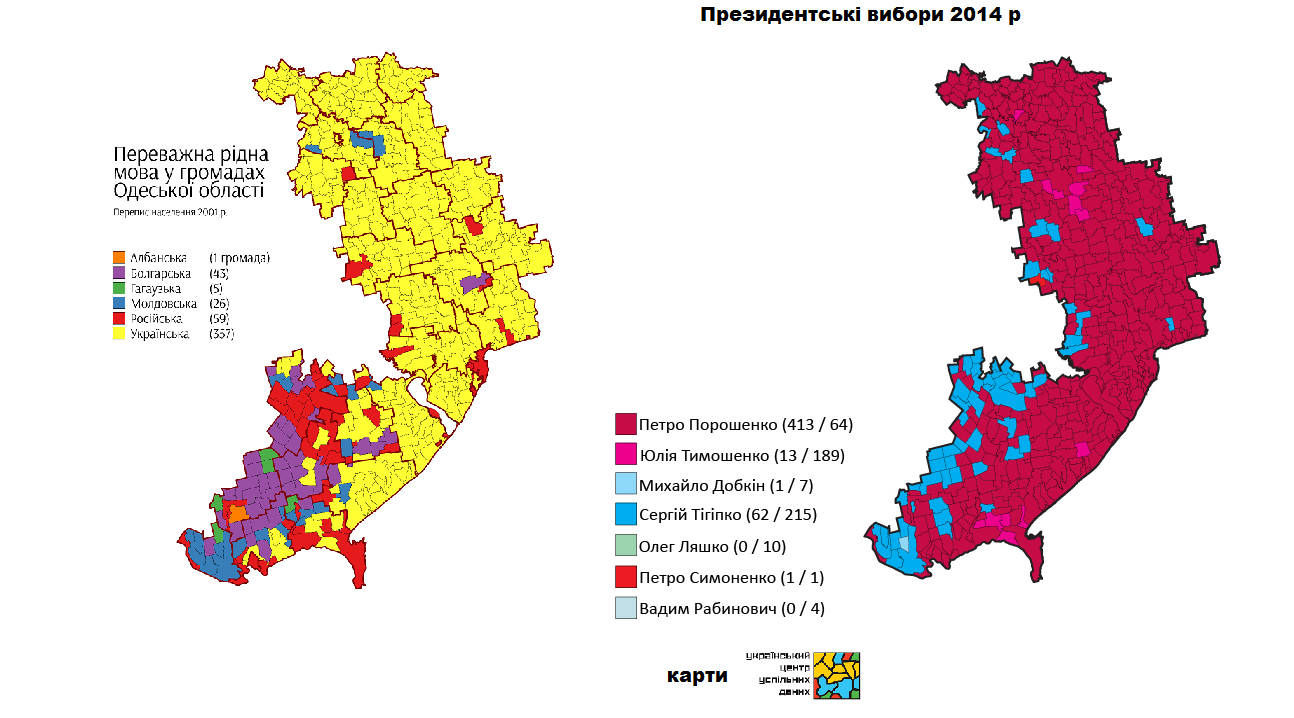 Президентські вибори 2014 р
Переважна рідна
мова у громадах
Одеської області
Перепис населення 2001 р.
Албанська (1 громада)
Болгарська (43)
Гагаузька (5)
Молдовська (26)
Російська (59)
Українська (357)
Петро Порошенко (413 / 64)
Юлія Тимошенко (13 / 189)
Михайло Добкін (1 / 7)
Сергій Тігіпко (62 / 215)
Олег Ляшко (0 / 10)
Петро Симоненко (1 / 1)
Вадим Рабинович (0 / 4)
карти
український
центр
успільних
даних